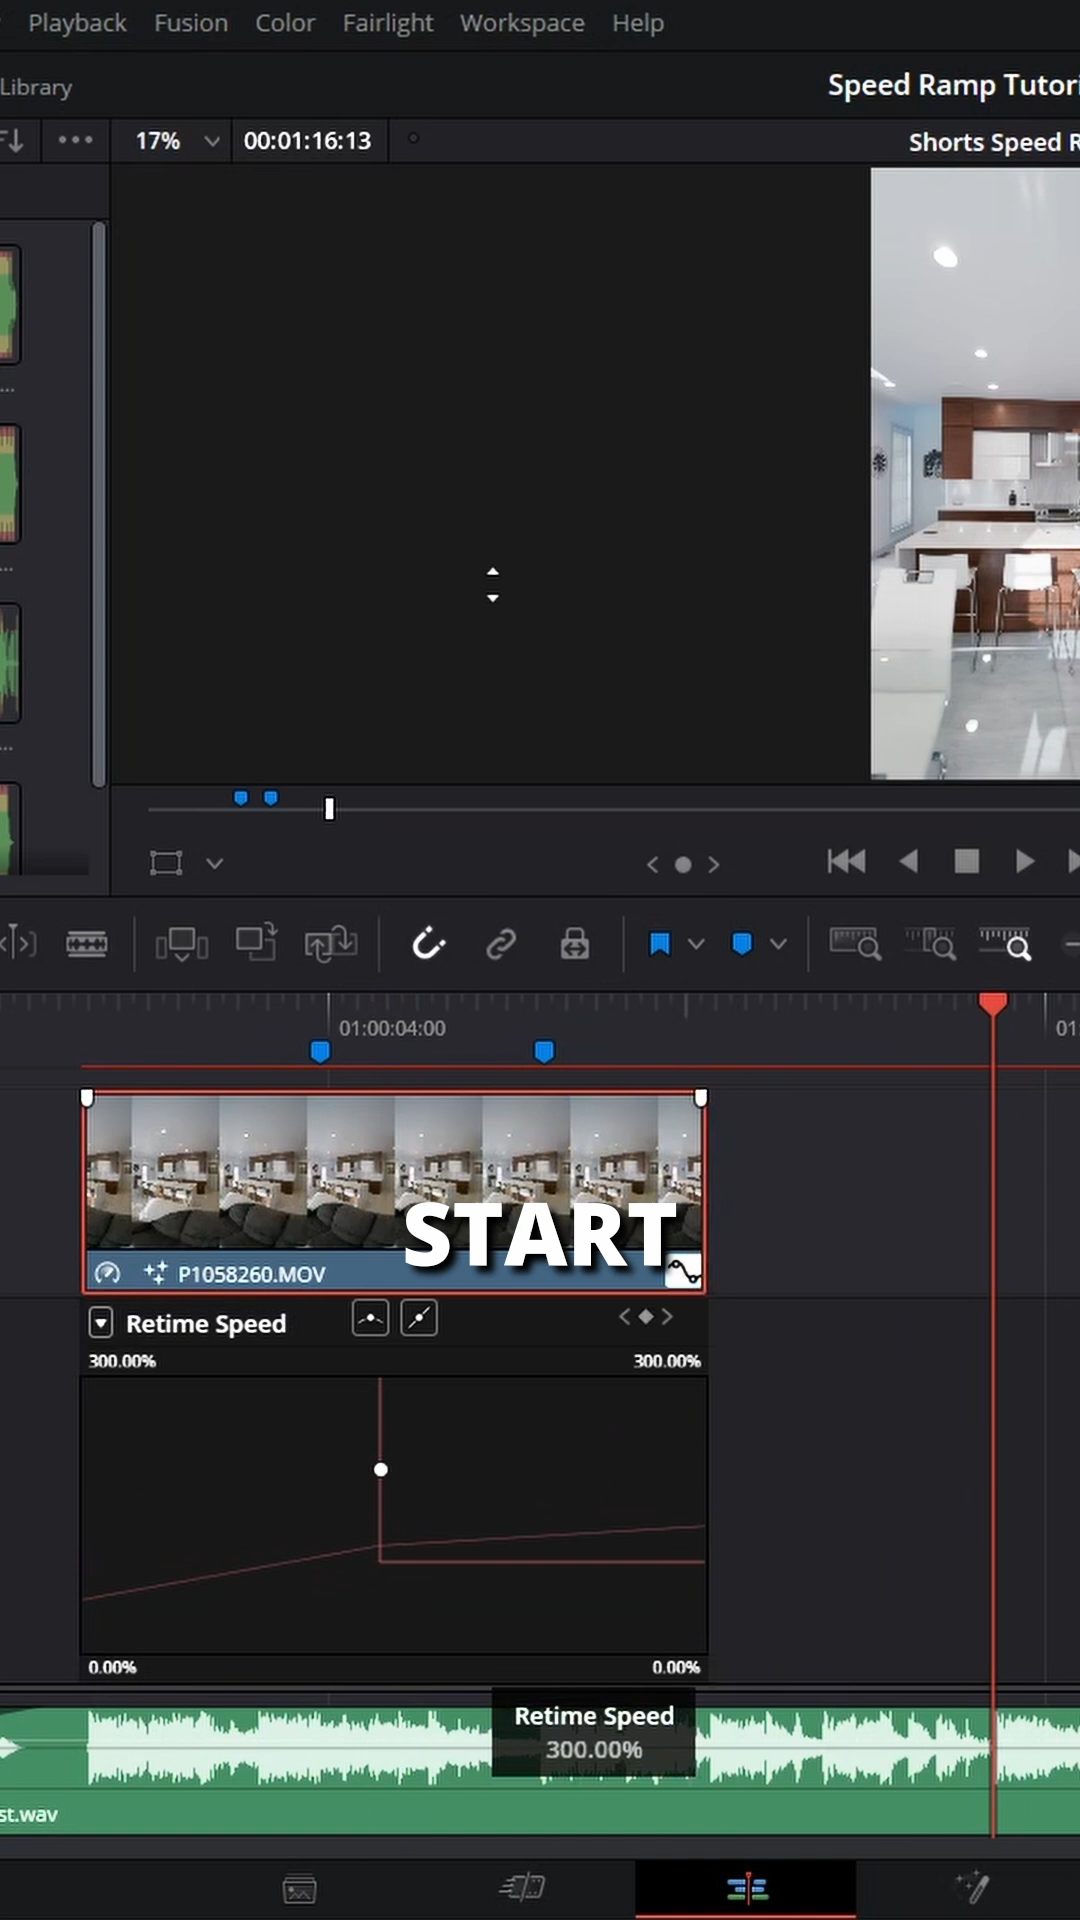 Playback Fusion Color Fairlight Workspace Help
Library
Speed Ramp Tutori
17%
00:01:16:13
Shorts Speed R
01:00:04:00
01:
START
P1058260.MOV
Retime Speed
300.00%
300.00%
0.00%
0.00%
Retime Speed
300.00%
st.wav